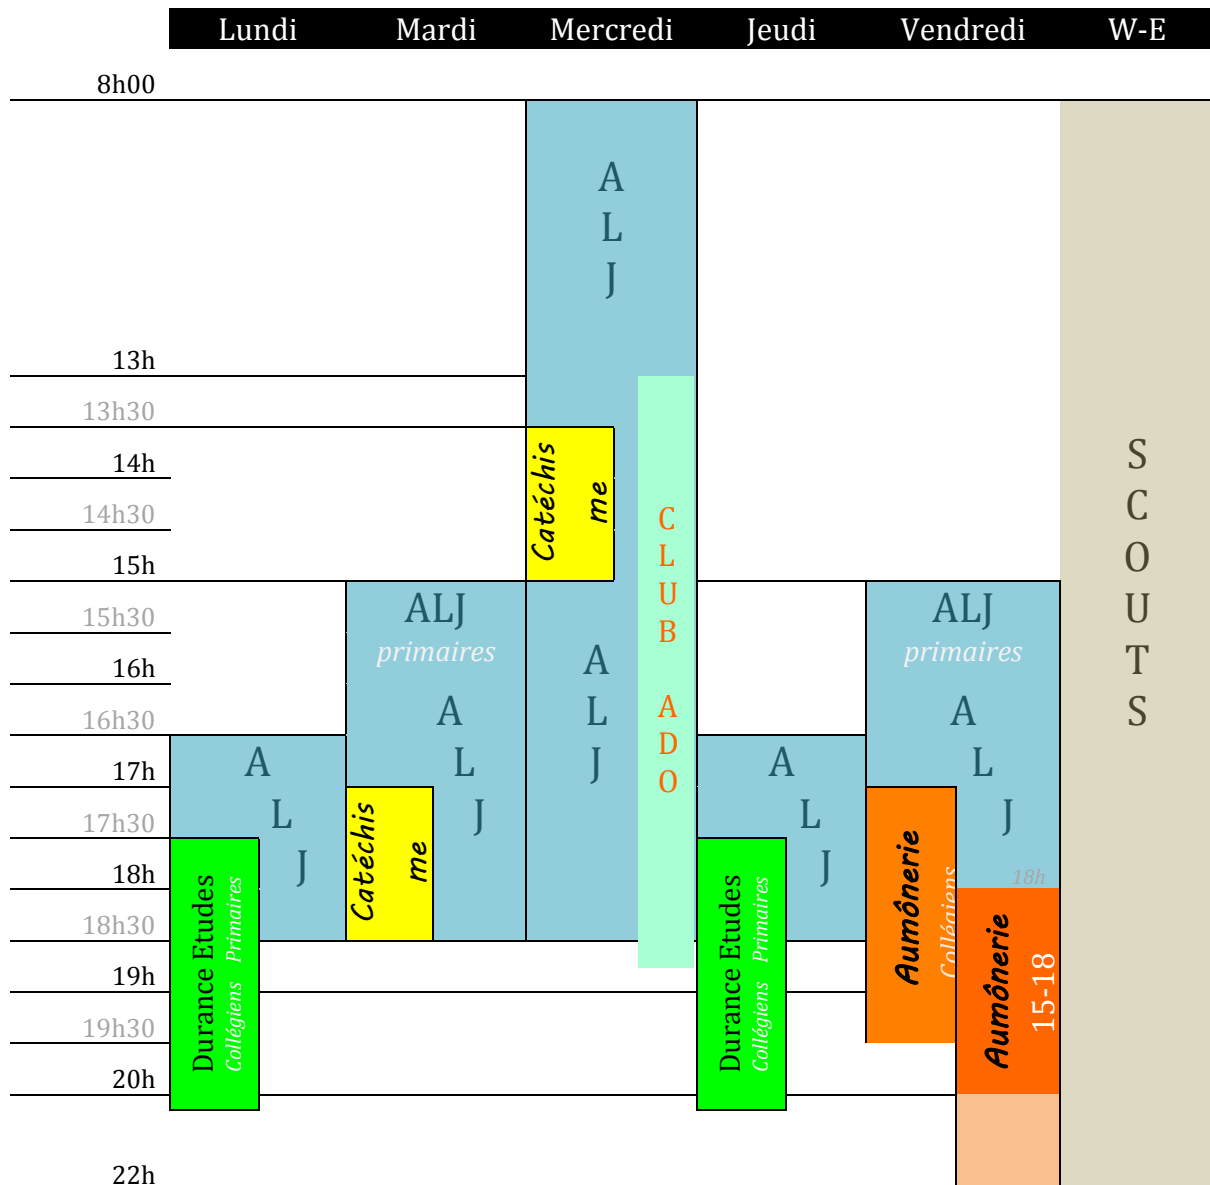 Lundi Mardi Mercredi Jeudi Vendredi W-E
8h00
A
L
J
13h
13h30
14h
14h30
15h
15h30
16h
16h30
17h
17h30
18h
18h30
19h
19h30
20h
22h
A
L
J
Durance Etudes
Collégiens Primaires
ALJ
primaires
A
L
J
Catéchis
me
Catéchis
me
A
L
J
C
L
U
B
A
D
O
A
L
J
Durance Etudes
Collégiens Primaires
ALJ
primaires
A
L
J
Aumônerie
Collégiens
18h
Aumônerie
15-18
S
C
O
U
T
S